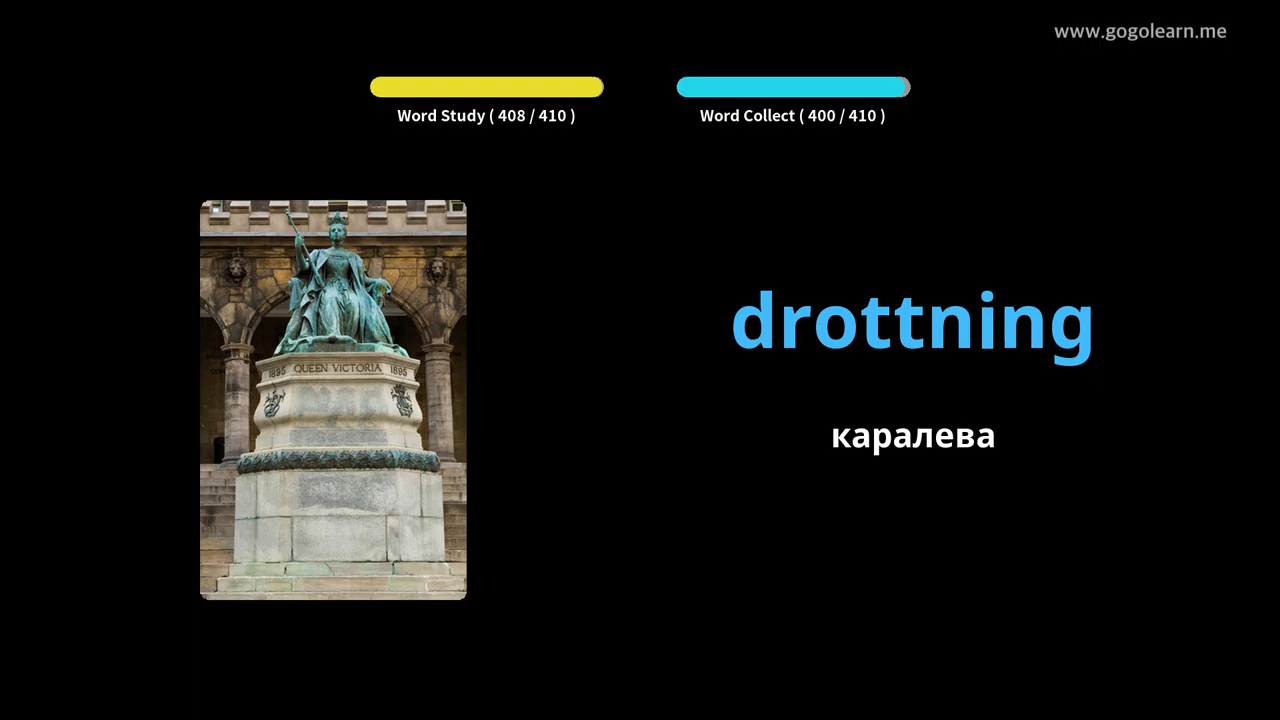 www.gogolearn.me
Word Study ( 408 / 410 )
Word Collect ( 400 / 410 )
drottning
каралева
1895 QUEEN VICTORIA 1895